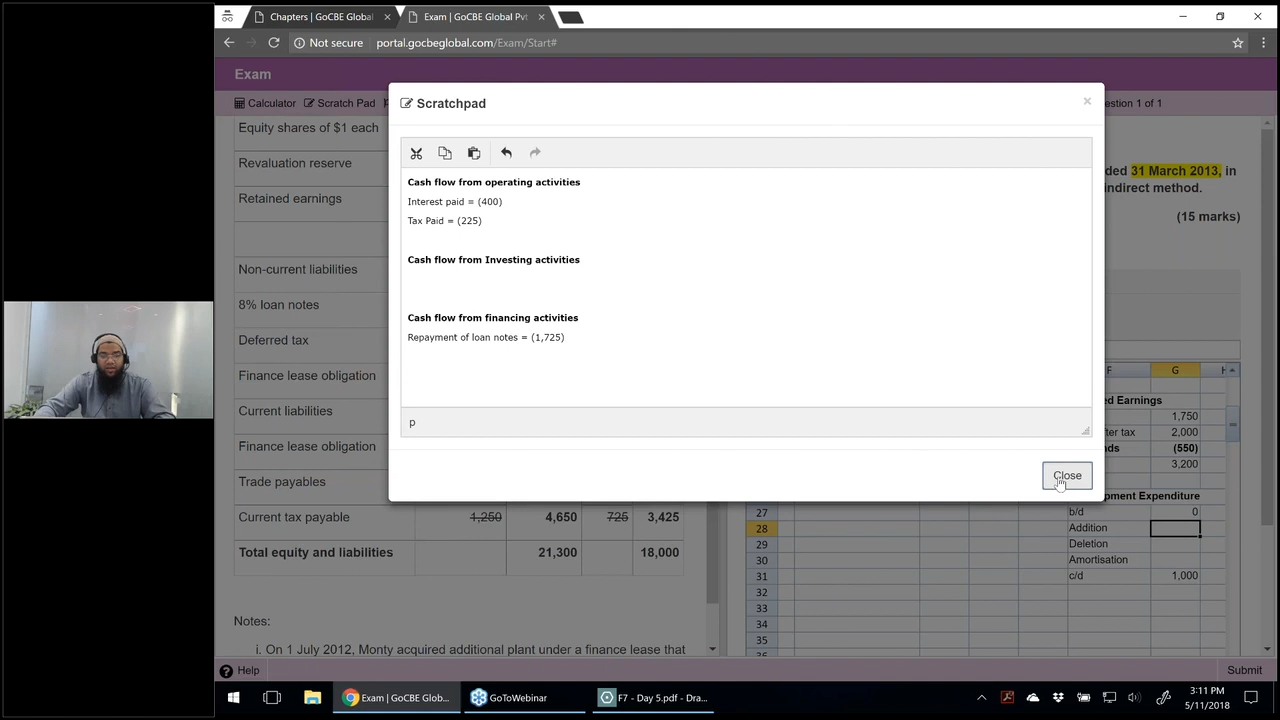 Chapters | GoCBE Global
Exam | GoCBE Global Pvt
Not secure
portal.gocbeglobal.com/Exam/Start#
Exam
Scratchpad
Calculator
Scratch Pad
estion 1 of 1
Equity shares of $1 each
Revaluation reserve
Retained earnings
Non-current liabilities
8% loan notes
Deferred tax
Finance lease obligation
Current liabilities
Finance lease obligation
Trade payables
Current tax payable 1,250 4,650 725 3,425
Total equity and liabilities 21,300 18,000
Notes:
i. On 1 July 2012, Monty acquired additional plant under a finance lease that
Cash flow from operating activities
Interest paid = (400)
Tax Paid = (225)
Cash flow from Investing activities
Cash flow from financing activities
Repayment of loan notes = (1,725)
p
Close
ded 31 March 2013, in
indirect method.
(15 marks)
F G H
ed Earnings
1,750
fter tax 2,000
nds (550)
3,200
opment Expenditure
27 b/d 0
28 Addition
29 Deletion
30 Amortisation
31 c/d 1,000
32
33
34
35
36
Help
Submit
Exam | GoCBE Glob...
GoToWebinar
F7 - Day 5.pdf - Dra...
3:11 PM
5/11/2018